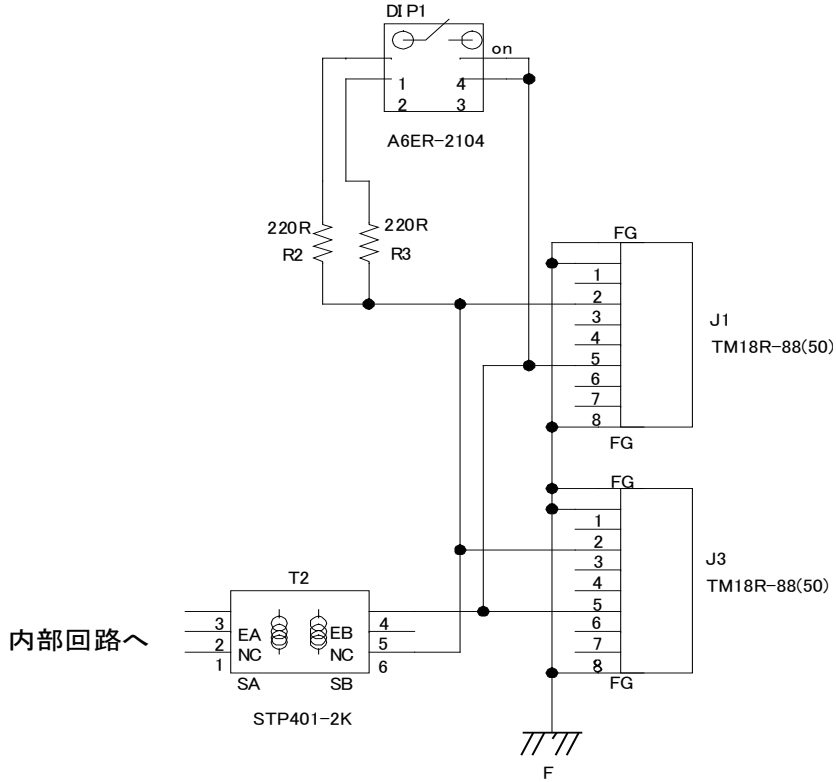 DIP1
on
1 4
2 3
A6ER-2104
220R 220R
R2 R3
FG
1
2
3
4
5
6
7
8
FG
J1
TM18R-88(50)
FG
1
2
3
4
5
6
7
8
FG
J3
TM18R-88(50)
T2
内部回路へ
3 EA EB 4
2 NC NC 5
1 6
SA SB
STP401-2K
F